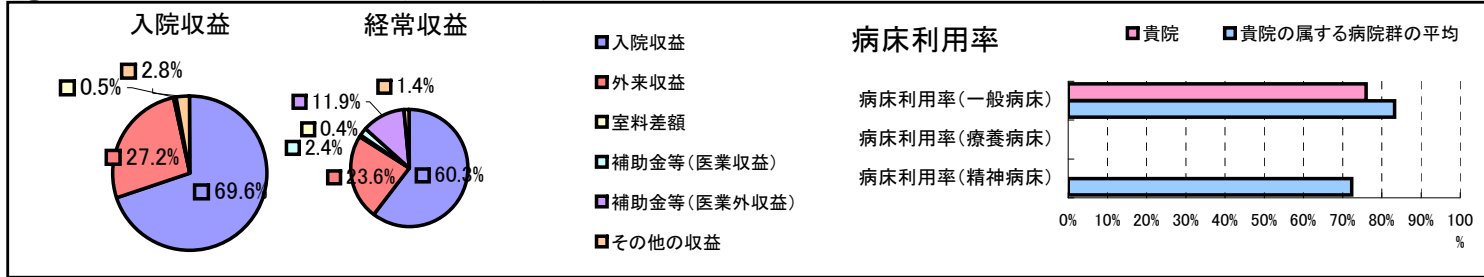 入院収益
2.8%
0.5%
27.2%
69.6%
経常収益
1.4%
11.9%
0.4%
2.4%
23.6%
60.3%
入院収益
外来収益
室料差額
補助金等(医業収益)
補助金等(医業外収益)
その他の収益
病床利用率
貴院 貴院の属する病院群の平均
病床利用率(一般病床)
病床利用率(療養病床)
病床利用率(精神病床)
0% 10% 20% 30% 40% 50% 60% 70% 80% 90% 100
%